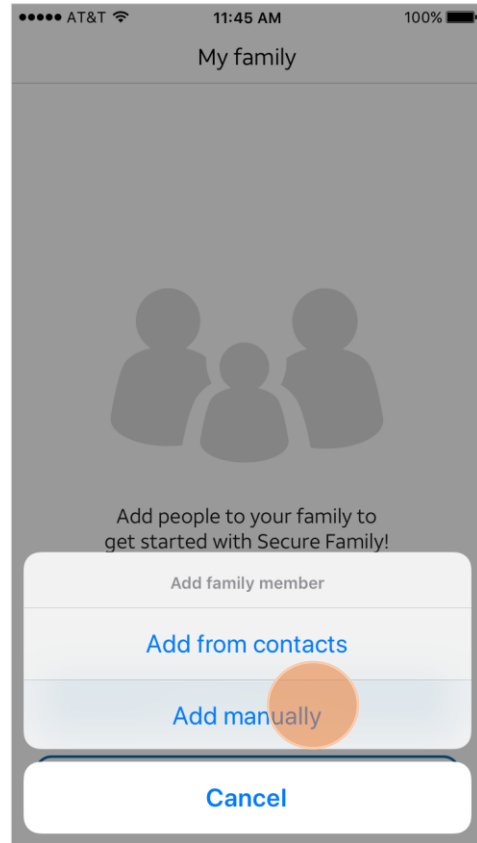 AT&T 11:45 AM 100%
My family
Add people to your family to
get started with Secure Family!
Add family member
Add from contacts
Add manually
Cancel